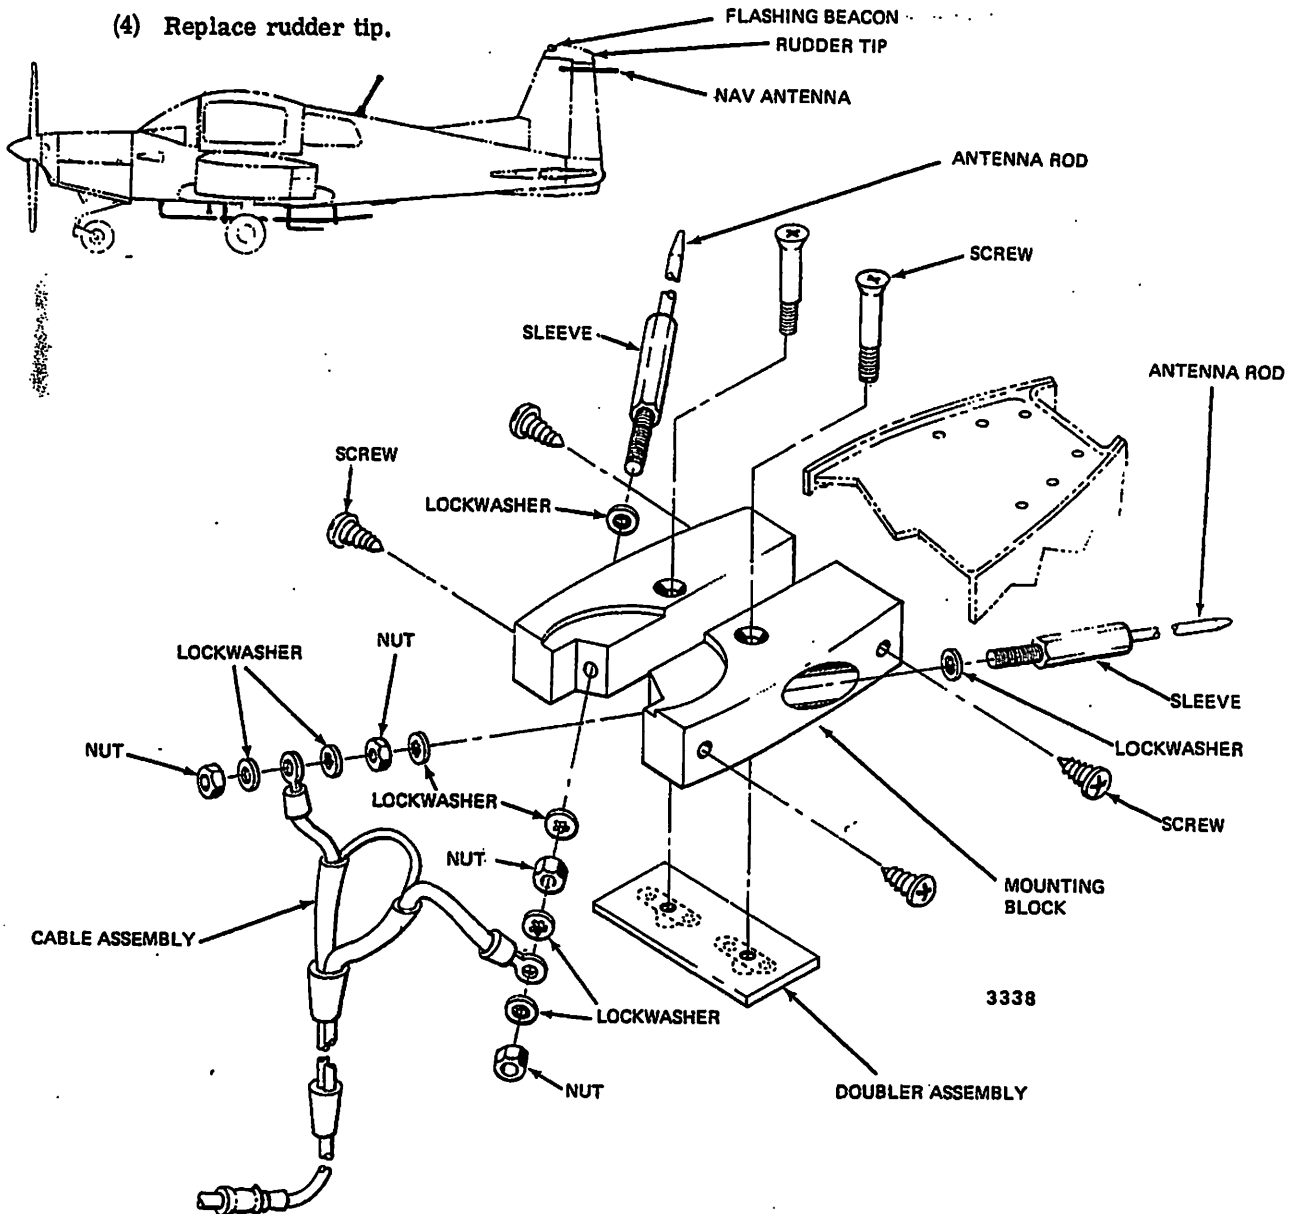 (4) Replace rudder tip.
FLASHING BEACON
RUDDER TIP
NAV ANTENNA
ANTENNA ROD
SCREW
SLEEVE
ANTENNA ROD
SCREW
LOCKWASHER
LOCKWASHER
NUT
SLEEVE
NUT
LOCKWASHER
LOCKWASHER
SCREW
NUT
MOUNTING
BLOCK
CABLE ASSEMBLY
3338
LOCKWASHER
NUT
DOUBLER ASSEMBLY